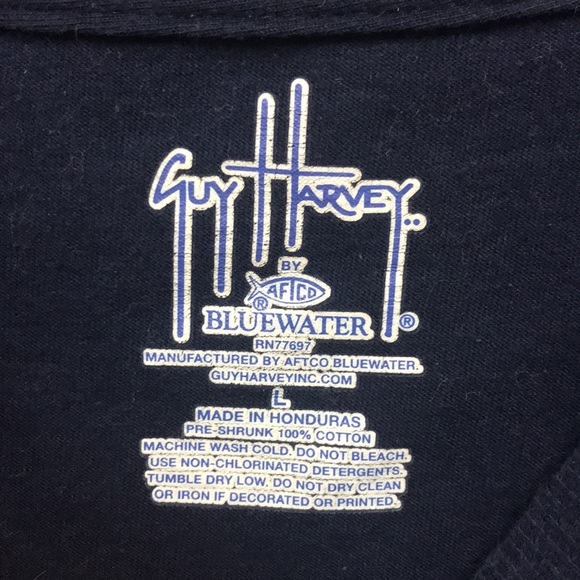 GUY HARVEY
BY
AFTCO
®
BLUEWATER ®
RN77697
MANUFACTURED BY AFTCO BLUEWATER.
GUYHARVEYINC.COM
L
MADE IN HONDURAS
PRE-SHRUNK 100% COTTON
MACHINE WASH COLD. DO NOT BLEACH.
USE NON-CHLORINATED DETERGENTS.
TUMBLE DRY LOW. DO NOT DRY CLEAN
OR IRON IF DECORATED OR PRINTED.